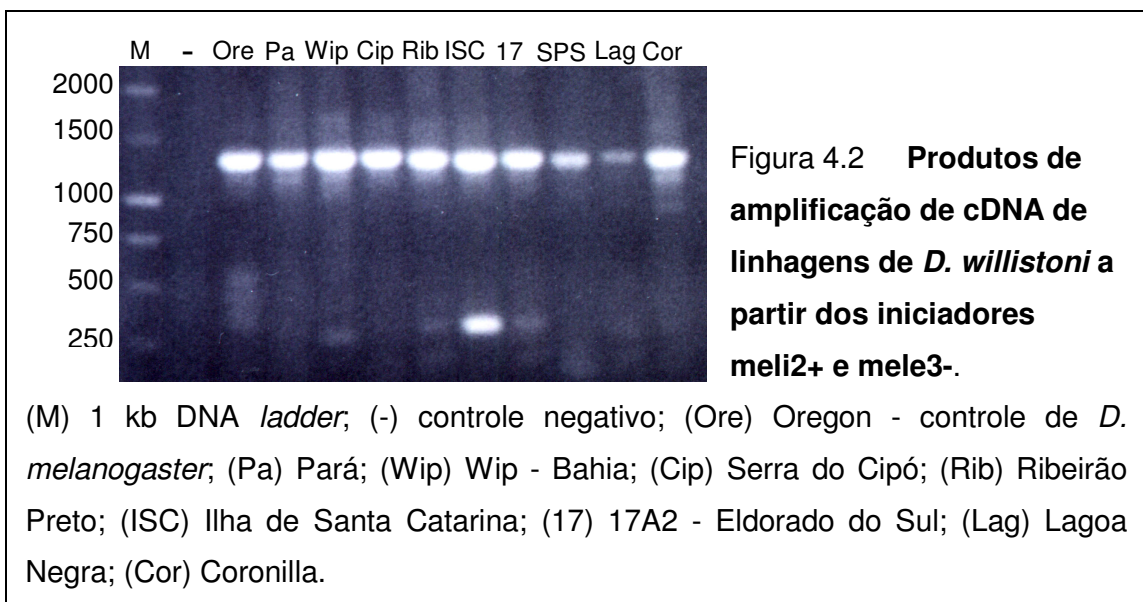 M - Ore Pa Wip Cip Rib ISC 17 SPS Lag Cor
2000
1500
1000
750
500
250
Figura 4.2 Produtos de
amplificação de cDNA de
linhagens de D. willistoni a
partir dos iniciadores
meli2+ e mele3-.
(M) 1 kb DNA ladder; (-) controle negativo; (Ore) Oregon - controle de D.
melanogaster; (Pa) Pará; (Wip) Wip - Bahia; (Cip) Serra do Cipó; (Rib) Ribeirão
Preto; (ISC) Ilha de Santa Catarina; (17) 17A2 - Eldorado do Sul; (Lag) Lagoa
Negra; (Cor) Coronilla.